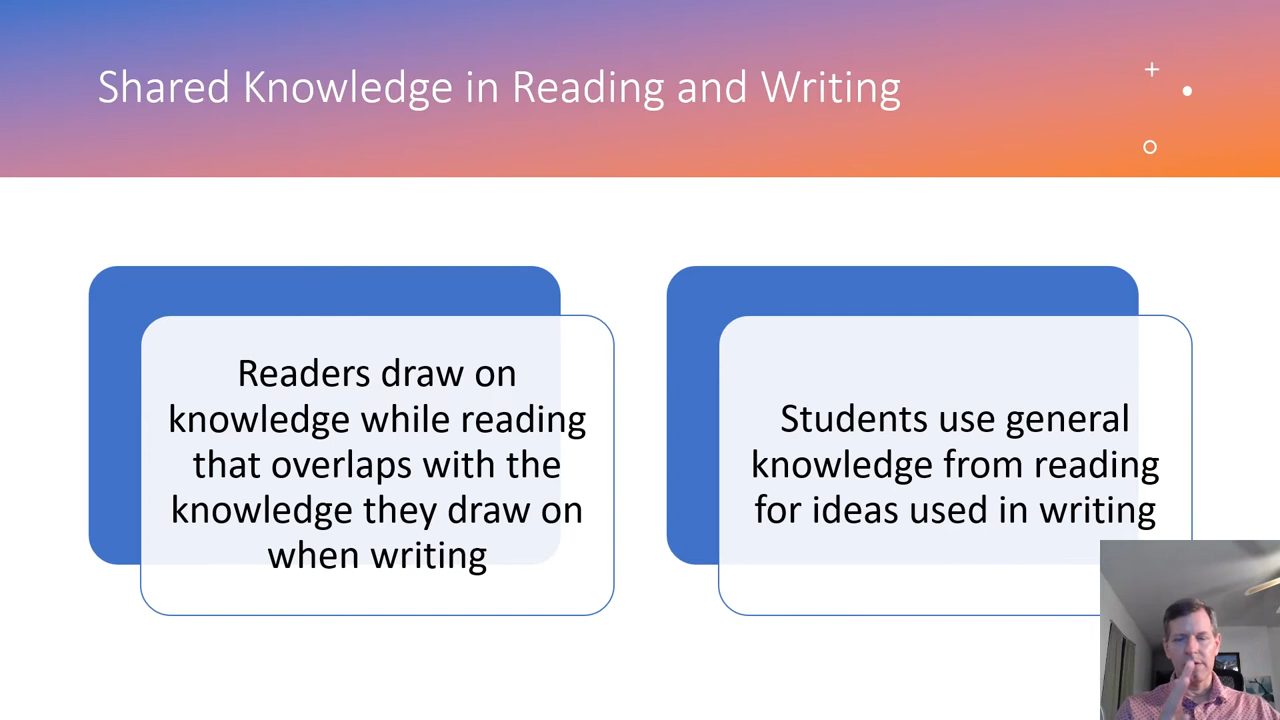 Shared Knowledge in Reading and Writing
Readers draw on
knowledge while reading
that overlaps with the
knowledge they draw on
when writing
Students use general
knowledge from reading
for ideas used in writing